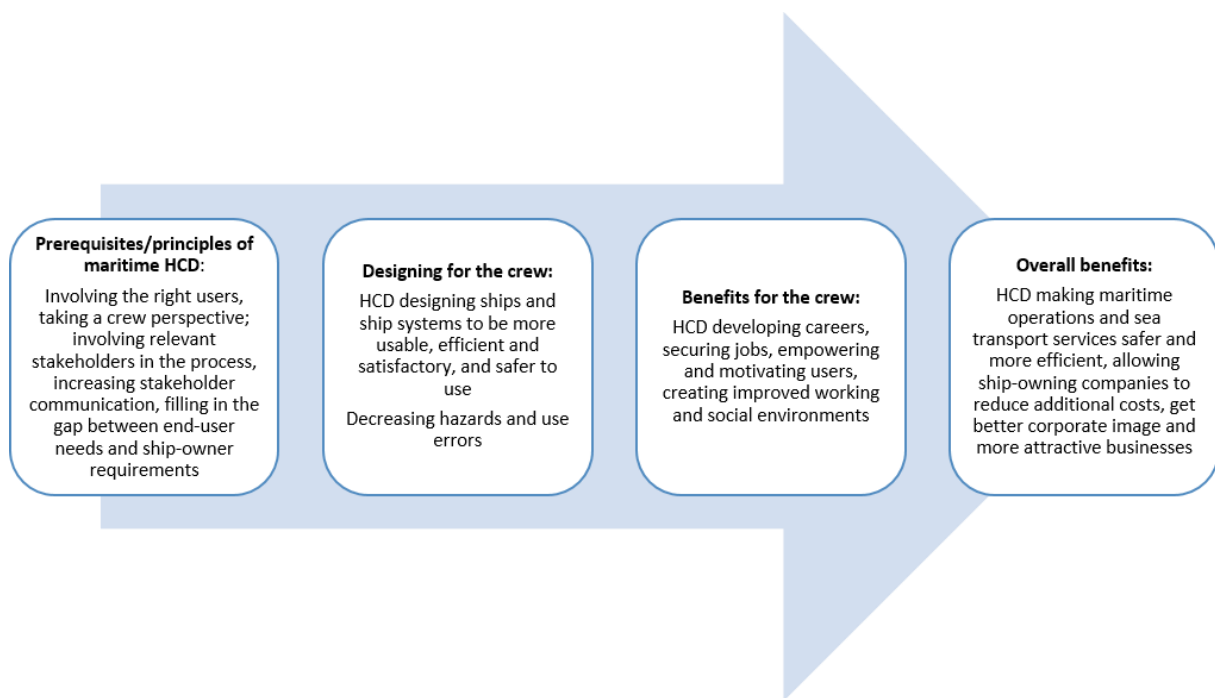 Prerequisites/principles of
maritime HCD:
Involving the right users,
taking a crew perspective;
involving relevant
stakeholders in the process,
increasing stakeholder
communication, filling in the
gap between end-user
needs and ship-owner
requirements
Designing for the crew:
HCD designing ships and
ship systems to be more
usable, efficient and
satisfactory, and safer to
use
Decreasing hazards and use
errors
Benefits for the crew:
HCD developing careers,
securing jobs, empowering
and motivating users,
creating improved working
and social environments
Overall benefits:
HCD making maritime
operations and sea
transport services safer and
more efficient, allowing
ship-owning companies to
reduce additional costs, get
better corporate image and
more attractive businesses